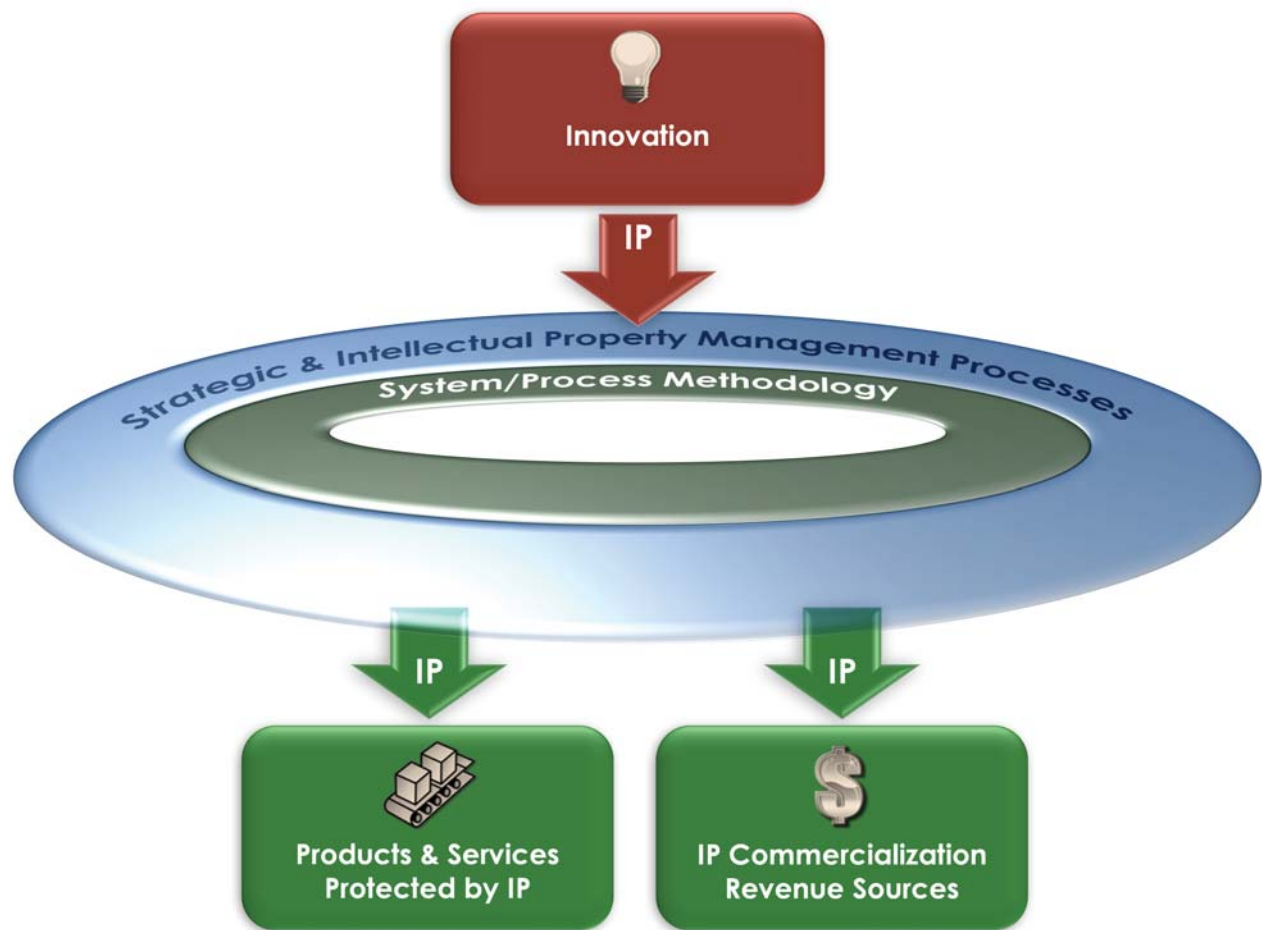 Innovation
IP
Strategic & Intellectual Property Management Processes
System/Process Methodology
IP
IP
Products & Services
Protected by IP
$
IP Commercialization
Revenue Sources